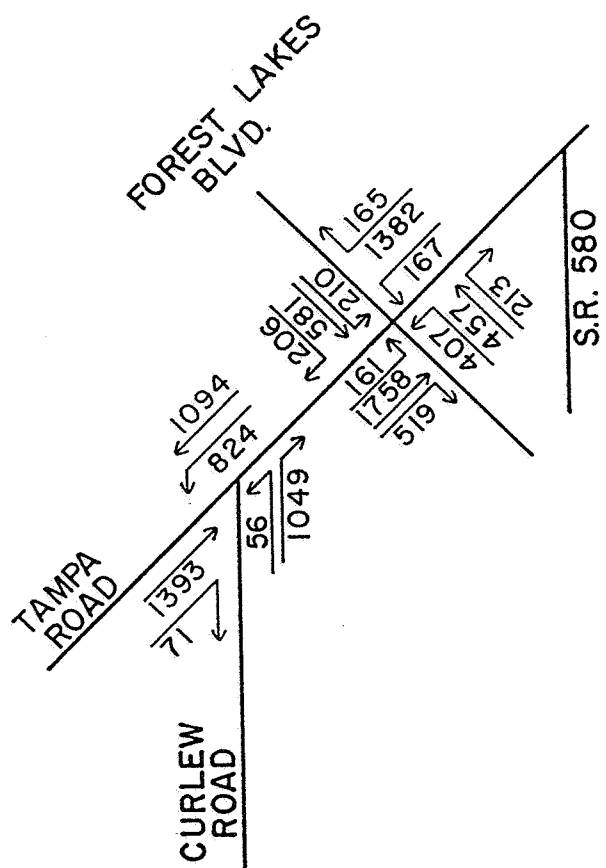 FOREST LAKES
BLVD.
165
1382
167
210
581
206
213
457
407
161
1758
519
1094
824
56
1049
1393
71
TAMPA
ROAD
CURLEW
ROAD
S.R. 580